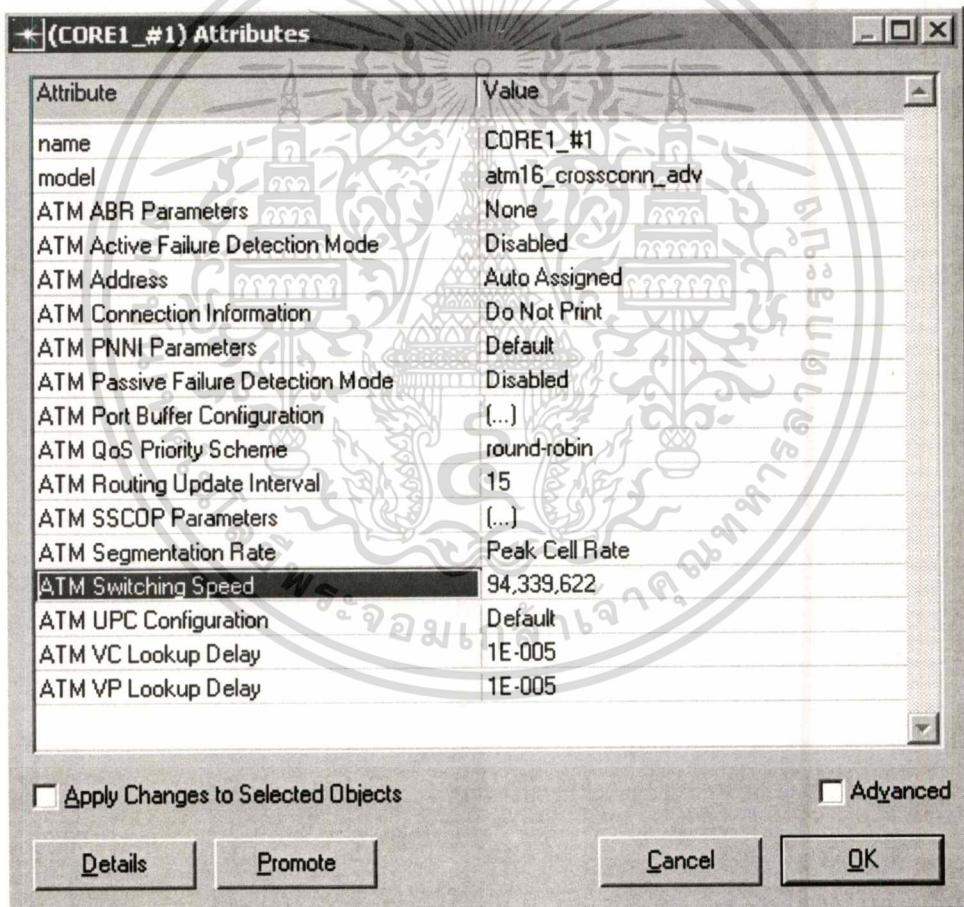 (CORE1_#1) Attributes
Attribute Value
name CORE1_#1
model atm16_crossconn_adv
ATM ABR Parameters None
ATM Active Failure Detection Mode Disabled
ATM Address Auto Assigned
ATM Connection Information Do Not Print
ATM PNNI Parameters Default
ATM Passive Failure Detection Mode Disabled
ATM Port Buffer Configuration (...)
ATM QoS Priority Scheme round-robin
ATM Routing Update Interval 15
ATM SSCOP Parameters (...)
ATM Segmentation Rate Peak Cell Rate
ATM Switching Speed 94,339,622
ATM UPC Configuration Default
ATM VC Lookup Delay 1E-005
ATM VP Lookup Delay 1E-005
Apply Changes to Selected Objects Advanced
Details Promote Cancel OK